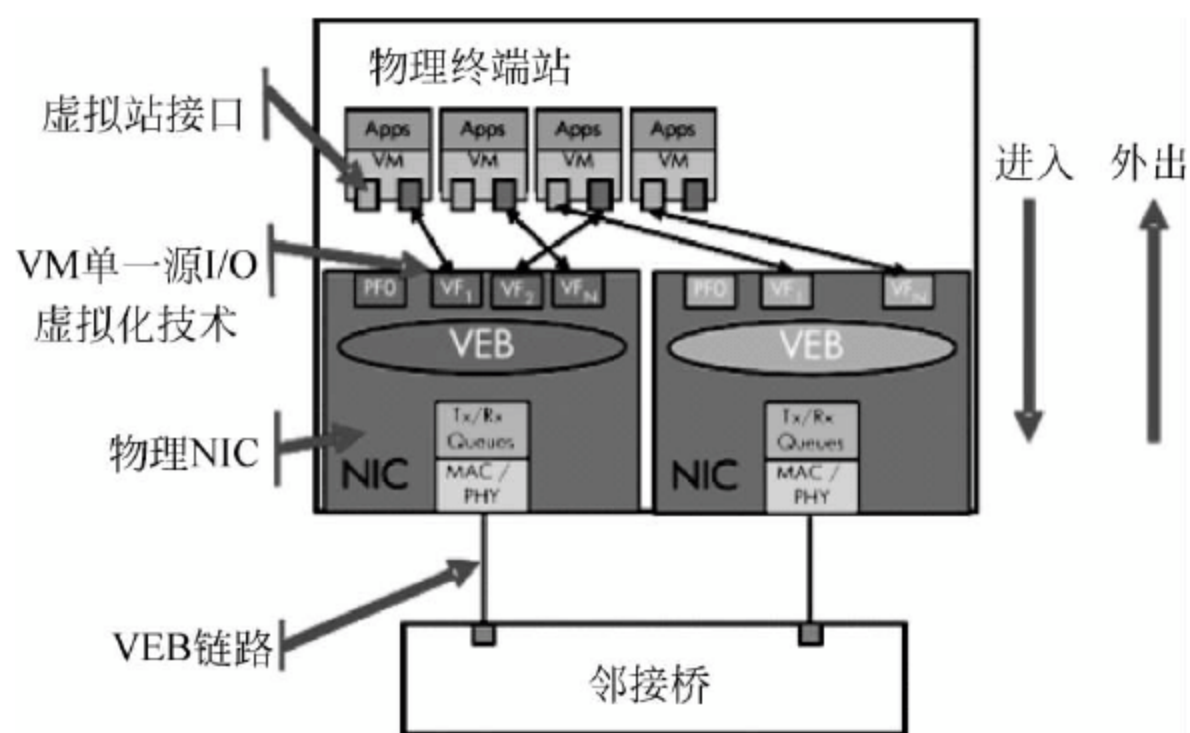 物理终端站
虚拟站接口
Apps Apps Apps Apps
VM VM VM VM
进入 外出
VM单一源I/O
虚拟化技术
PF0 VF1 VF2 VFN PF0 VF1 VFN
VEB VEB
物理NIC
Tx/Rx Tx/Rx
Queues Queues
NIC NIC
MAC / MAC /
PHY PHY
VEB链路
邻接桥